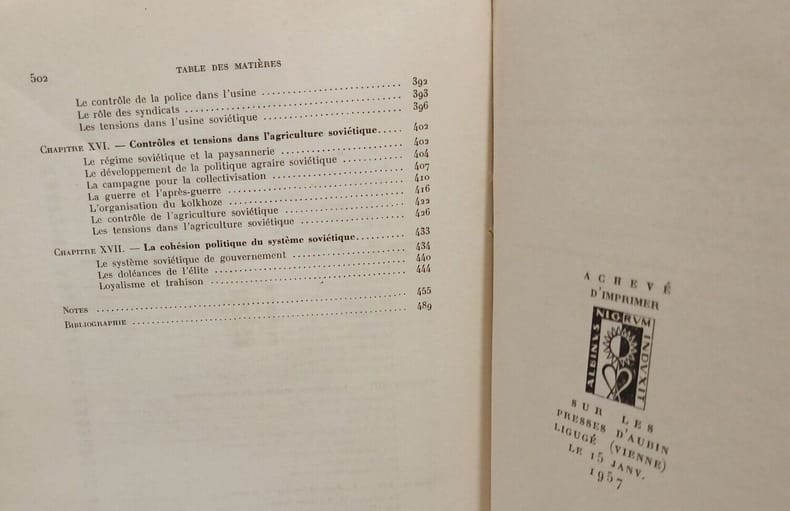 502
TABLE DES MATIÈRES
Le contrôle de la police dans l'usine 392
Le rôle des syndicats 393
Les tensions dans l'usine soviétique 396
CHAPITRE XVI. — Contrôles et tensions dans l'agriculture soviétique 402
Le régime soviétique et la paysannerie 402
Le développement de la politique agraire soviétique 404
La campagne pour la collectivisation 407
La guerre et l'après-guerre 410
L'organisation du kolkhoze 416
Le contrôle de l'agriculture soviétique 422
Les tensions dans l'agriculture soviétique 426
CHAPITRE XVII. — La cohésion politique du système soviétique 433
Le système soviétique de gouvernement 434
Les doléances de l'élite 440
Loyalisme et trahison 444
NOTES 455
BIBLIOGRAPHIE 489
ACHEVÉ
D'IMPRIMER
ALBINVS
NIGRVM
INDVXIT
SUR LES
PRESSES D'AUBIN
LIGUGÉ (VIENNE)
LE 15 JANV.
1957